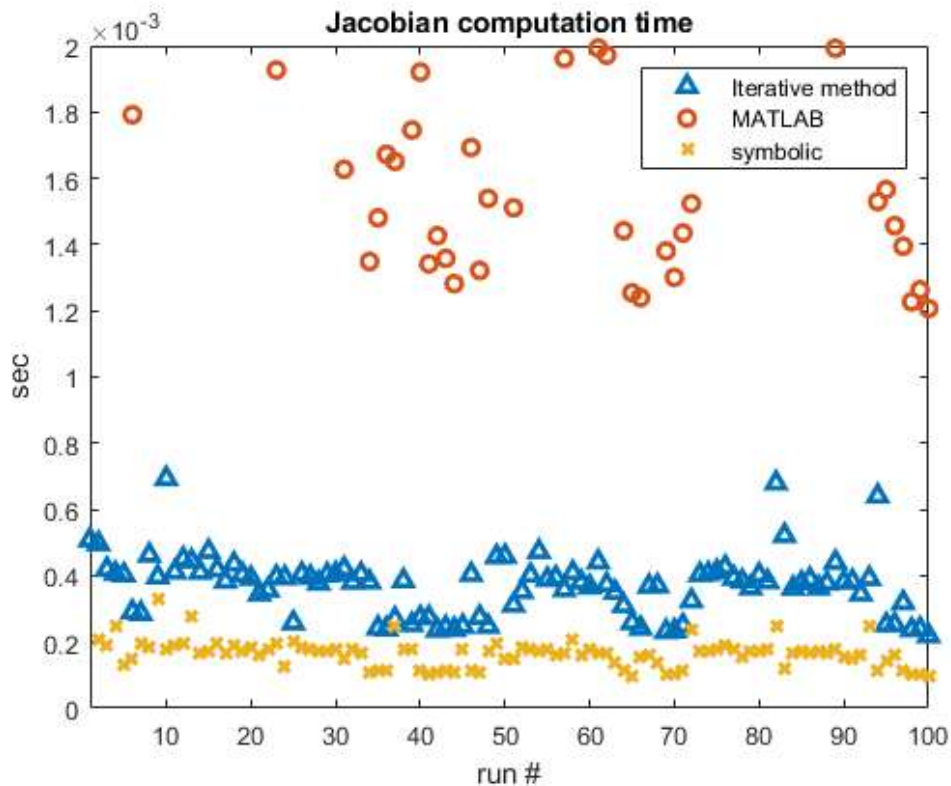 Jacobian computation time
×10⁻³
2
1.8
1.6
1.4
1.2
1
0.8
0.6
0.4
0.2
0
sec
Iterative method
MATLAB
symbolic
10 20 30 40 50 60 70 80 90 100
run #